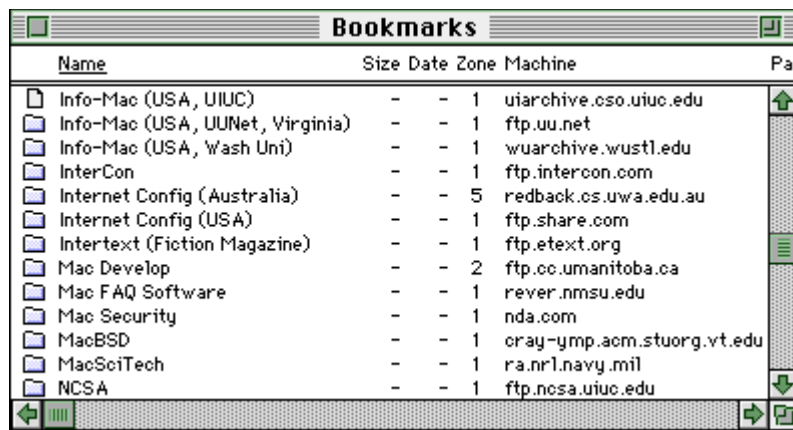 Bookmarks
Name Size Date Zone Machine Pa
Info-Mac (USA, UIUC) - - 1 uiarchive.cso.uiuc.edu
Info-Mac (USA, UUNet, Virginia) - - 1 ftp.uu.net
Info-Mac (USA, Wash Uni) - - 1 wuarchive.wustl.edu
InterCon - - 1 ftp.intercon.com
Internet Config (Australia) - - 5 redback.cs.uwa.edu.au
Internet Config (USA) - - 1 ftp.share.com
Intertext (Fiction Magazine) - - 1 ftp.etext.org
Mac Develop - - 2 ftp.cc.umanitoba.ca
Mac FAQ Software - - 1 rever.nmsu.edu
Mac Security - - 1 nda.com
MacBSD - - 1 cray-ymp.acm.stuorg.vt.edu
MacSciTech - - 1 ra.nrl.navy.mil
NCSA - - 1 ftp.ncsa.uiuc.edu